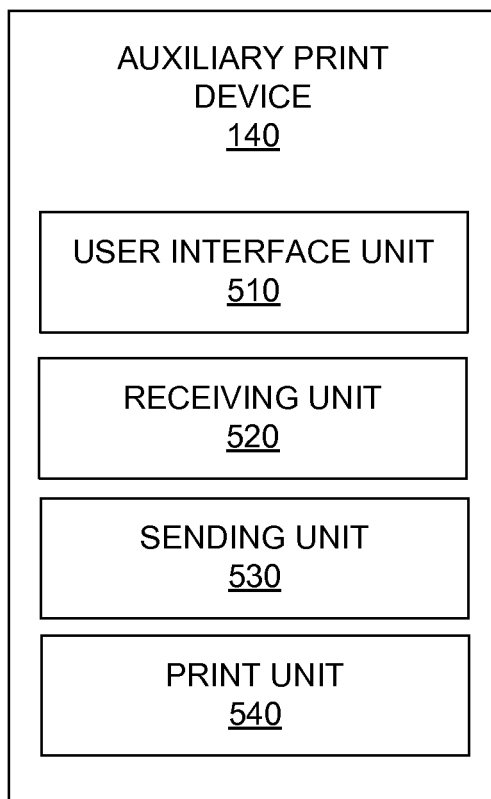 AUXILIARY PRINT
DEVICE
140
USER INTERFACE UNIT
510
RECEIVING UNIT
520
SENDING UNIT
530
PRINT UNIT
540